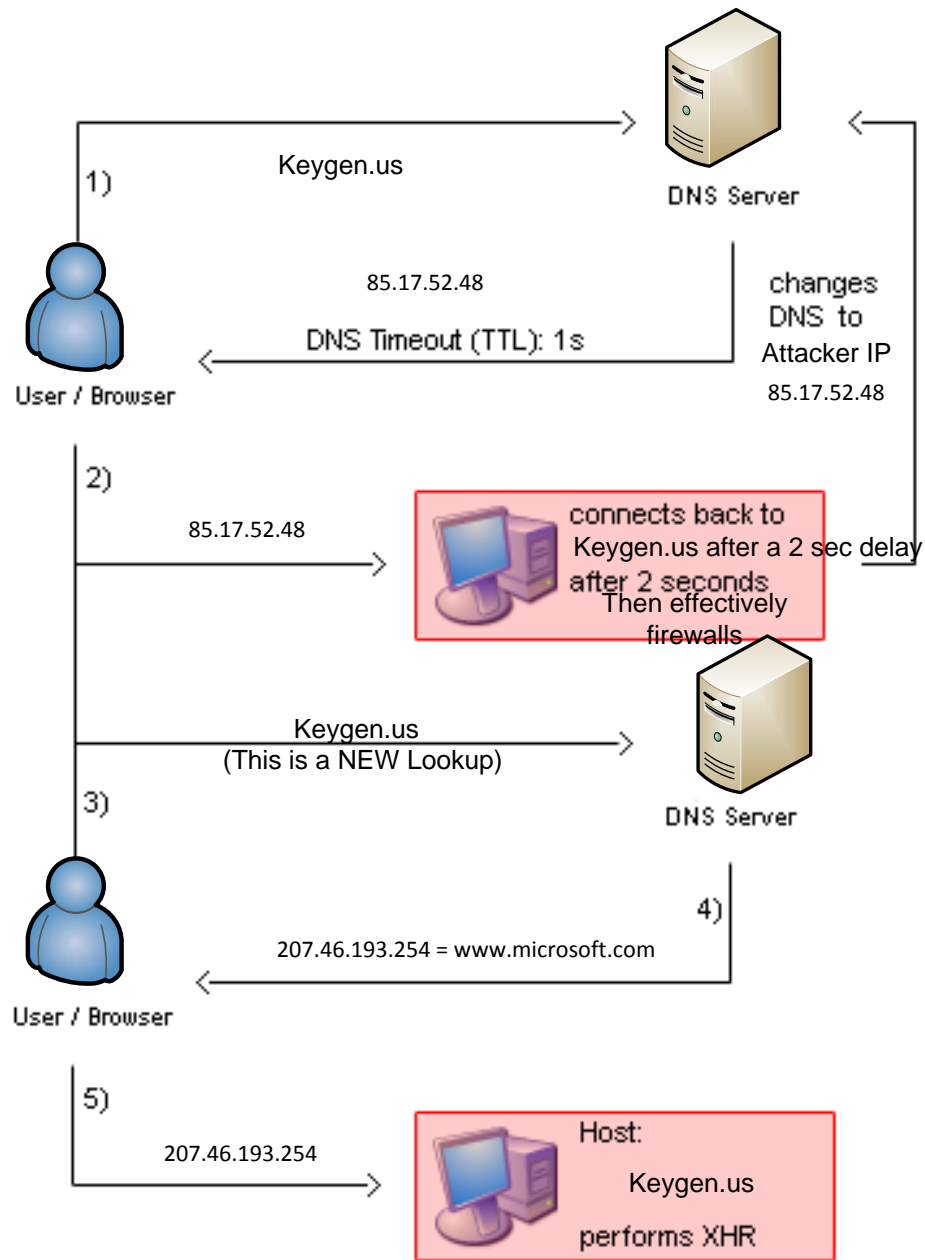 1)
Keygen.us
DNS Server
85.17.52.48
DNS Timeout (TTL): 1s
User / Browser
changes
DNS to
Attacker IP
85.17.52.48
2)
85.17.52.48
connects back to
Keygen.us after a 2 sec delay
after 2 seconds
Then effectively
firewalls
Keygen.us
(This is a NEW Lookup)
3)
DNS Server
4)
207.46.193.254 = www.microsoft.com
User / Browser
5)
207.46.193.254
Host:
Keygen.us
performs XHR